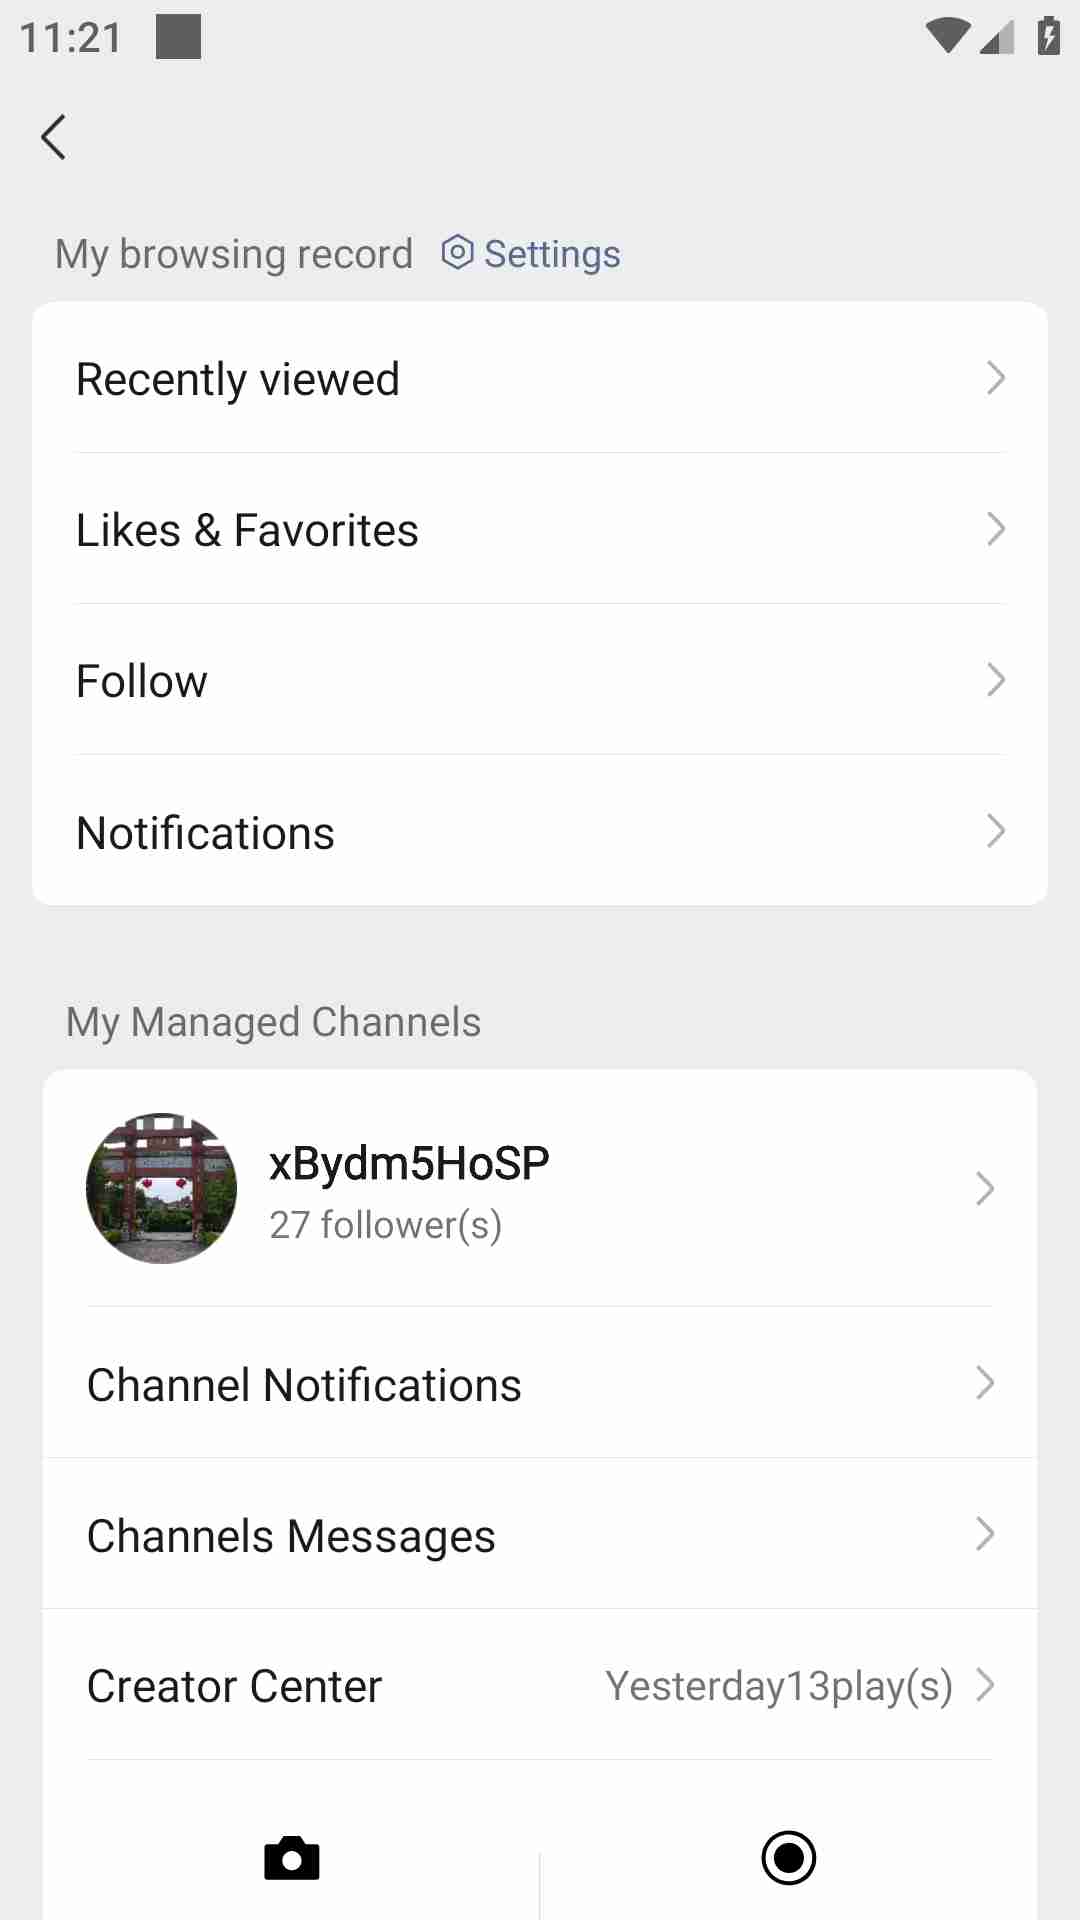 11:21
My browsing record Settings
Recently viewed
Likes & Favorites
Follow
Notifications
My Managed Channels
xBydm5HoSP
27 follower(s)
Channel Notifications
Channels Messages
Creator Center Yesterday13play(s)